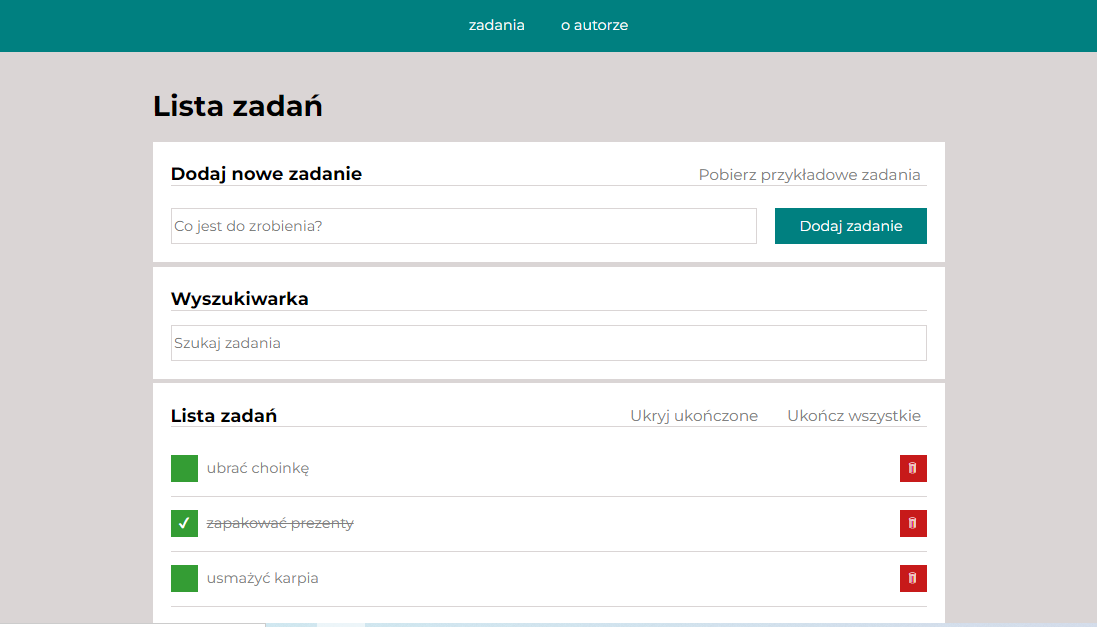 zadania o autorze
Lista zadań
Dodaj nowe zadanie Pobierz przykładowe zadania
Co jest do zrobienia? Dodaj zadanie
Wyszukiwarka
Szukaj zadania
Lista zadań Ukryj ukończone Ukończ wszystkie
ubrać choinkę
zapakować prezenty
usmażyć karpia